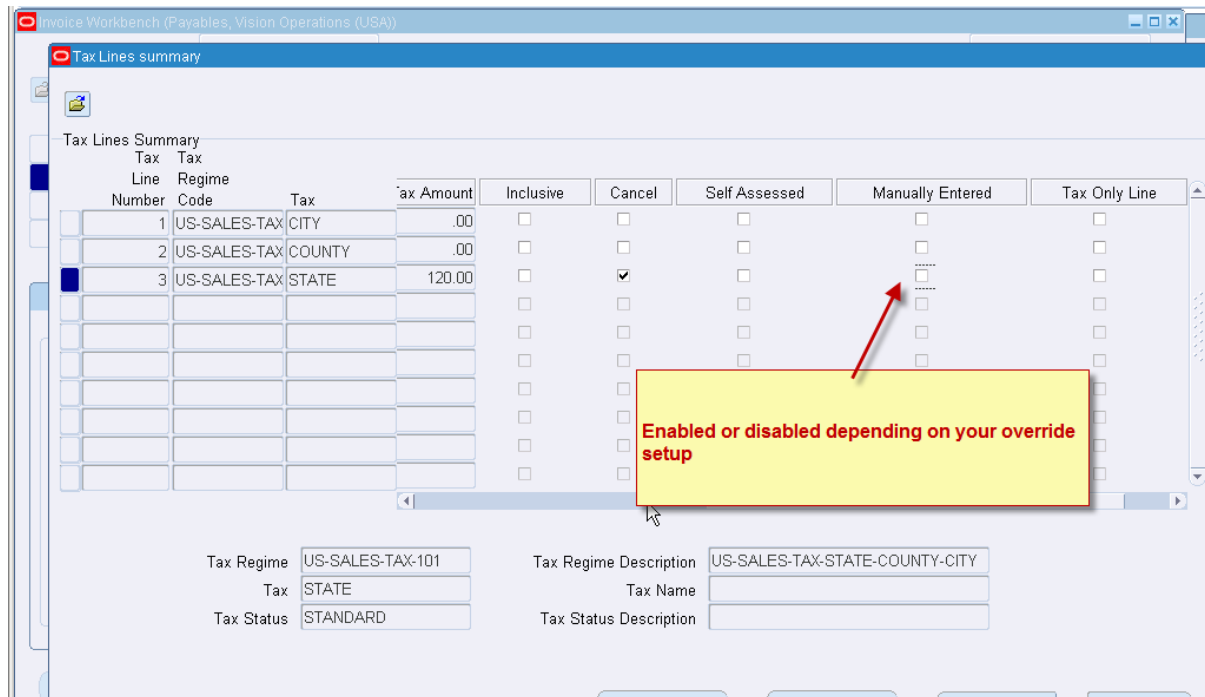 Invoice Workbench (Payables, Vision Operations (USA))
Tax Lines summary
Tax Lines Summary
Tax Tax
Line Regime
Number Code Tax Tax Amount Inclusive Cancel Self Assessed Manually Entered Tax Only Line
1 US-SALES-TAX CITY .00
2 US-SALES-TAX COUNTY .00
3 US-SALES-TAX STATE 120.00
Enabled or disabled depending on your override
setup
Tax Regime US-SALES-TAX-101 Tax Regime Description US-SALES-TAX-STATE-COUNTY-CITY
Tax STATE Tax Name
Tax Status STANDARD Tax Status Description